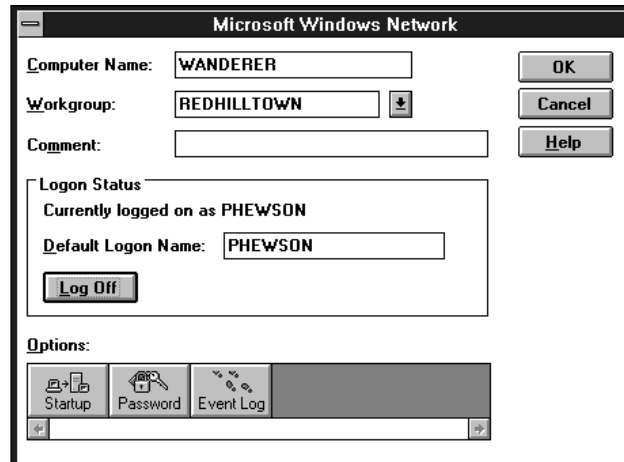 Microsoft Windows Network
Computer Name: WANDERER OK
Workgroup: REDHILLTOWN Cancel
Comment: Help
Logon Status
Currently logged on as PHEWSON
Default Logon Name: PHEWSON
Log Off
Options:
Startup Password Event Log